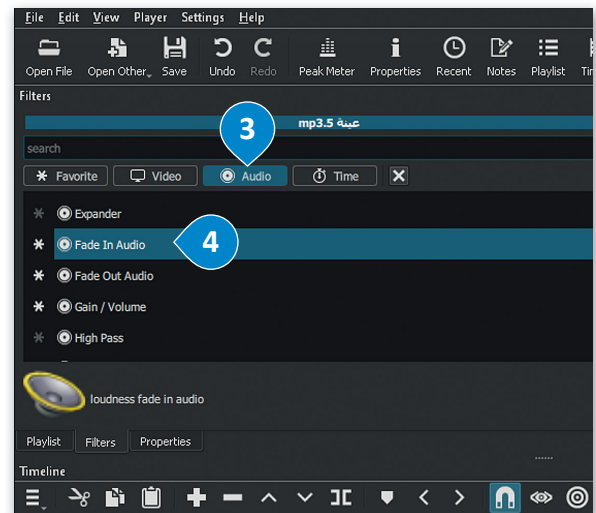 File Edit View Player Settings Help
Open File Open Other Save Undo Redo Peak Meter Properties Recent Notes Playlist
Filters
عينة 5.mp3
3
search
Favorite Video Audio Time
Expander
Fade In Audio 4
Fade Out Audio
Gain / Volume
High Pass
loudness fade in audio
Playlist Filters Properties
Timeline